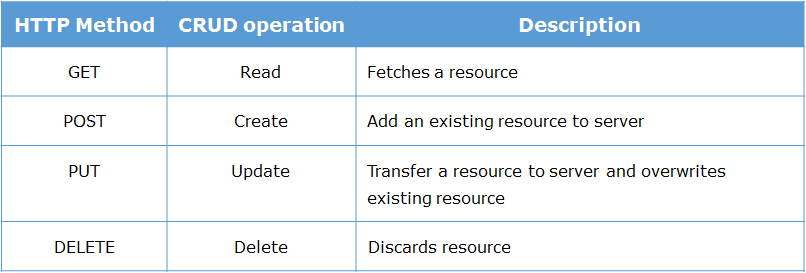 HTTP Method CRUD operation Description
GET Read Fetches a resource
POST Create Add an existing resource to server
PUT Update Transfer a resource to server and overwrites
existing resource
DELETE Delete Discards resource